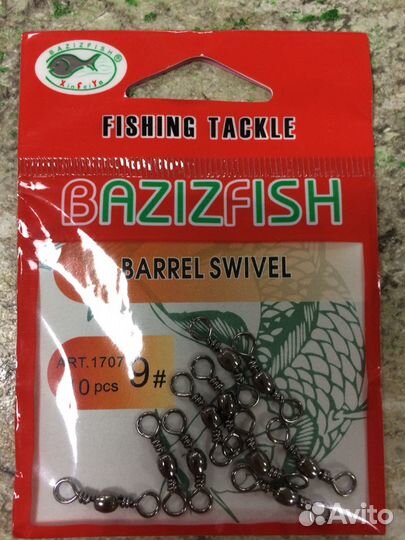 BAZIZFISH®
XinFeiYu
FISHING TACKLE
BAZIZFISH
BARREL SWIVEL
ART.1707
0 pcs
9#
Avito